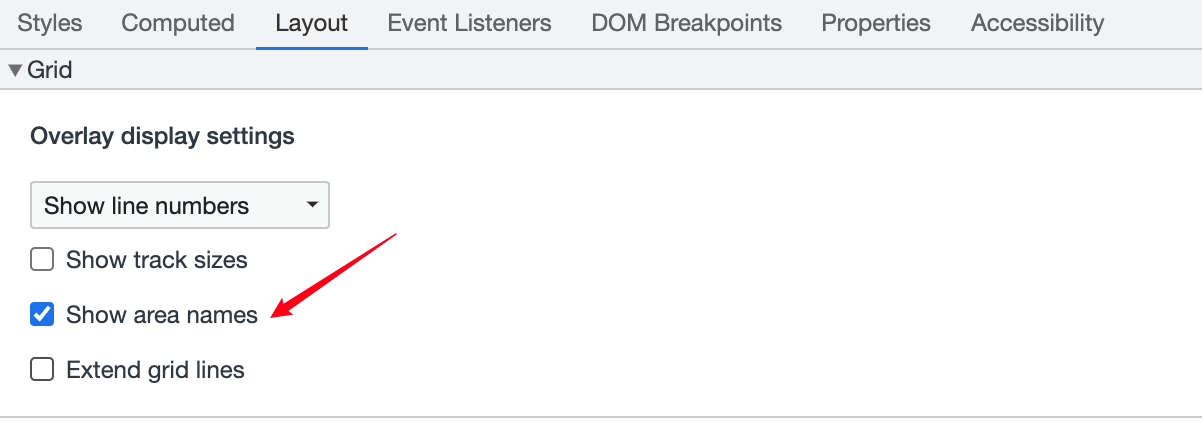 Styles Computed Layout Event Listeners DOM Breakpoints Properties Accessibility
Grid
Overlay display settings
Show line numbers
Show track sizes
Show area names
Extend grid lines